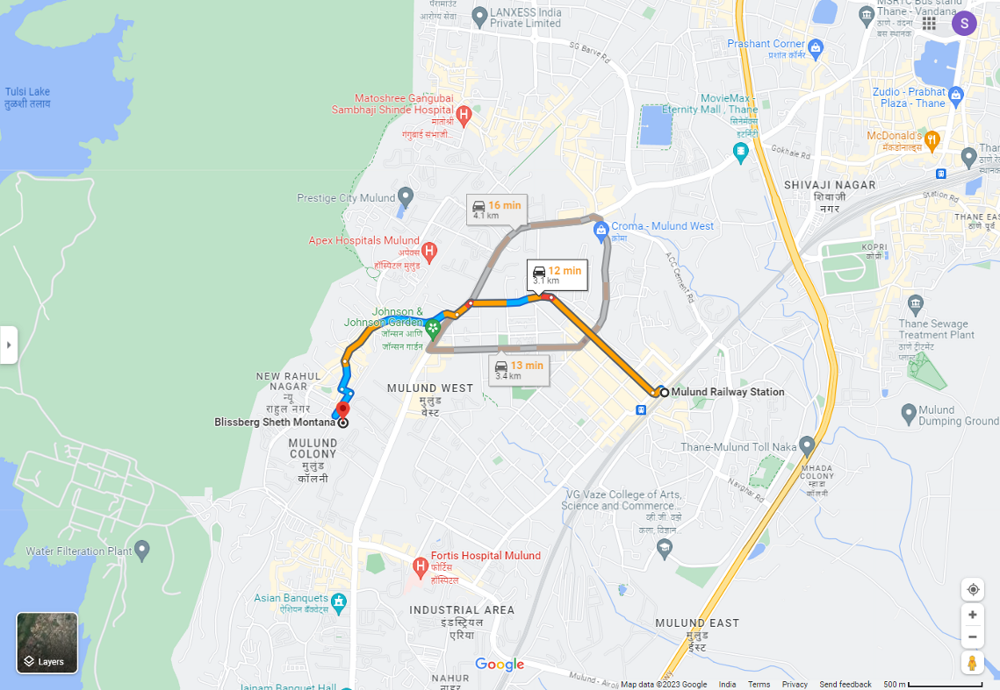 पॅरामाउंट
आरोग्य सेवा
LANXESS India
Private Limited
MSRTC Bus stand
Thane - Vandana
ठाणे - वंदना
बस स्थानक
S
SG Barve Rd
Prashant Corner
प्रशांत कॉर्नर
Tulsi Lake
तुळशी तलाव
Matoshree Gangubai
Sambhaji Shinde Hospital
मातोश्री
गंगुबाई संभाजी...
MovieMax -
Eternity Mall , Thane
सिनेमॅक्स
इटर्निटी
Zudio - Prabhat
Plaza - Thane
McDonald's
मॅकडोनाल्ड्स
Gokhale Rd
ठाणे रे
स्थानक
Prestige City Mulund
SHIVAJI NAGAR
शिवाजी
नगर
Station Rd
16 min
4.1 km
THANE EAS
ठाणे पूर्व
Croma - Mulund West
क्रोमा
Apex Hospitals Mulund
अपेक्स
हॉस्पिटल मुलुंड
KOPRI
कोप्री
ACC Cement Rd
12 min
3.1 km
Johnson &
Johnson Garden
जॉन्सन आणि
जॉन्सन गार्डन
Thane Sewage
Treatment Plant
ठाणे सीवेज
ट्रीटमेंट
प्लान्ट
13 min
3.4 km
NEW RAHUL
NAGAR
न्यू
राहुल नगर
MULUND WEST
मुलुंड
वेस्ट
Mulund Railway Station
Mulund
Dumping Ground
Blissberg Sheth Montana
MULUND
COLONY
मुलुंड
कॉलनी
Thane-Mulund Toll Naka
MHADA
COLONY
म्हाडा
कॉलनी
Navghar Rd
VG Vaze College of Arts,
Science and Commerce...
व्ही.जी. वझे
कला, विज्ञान...
Water Filteration Plant
Fortis Hospital Mulund
फोर्टिस
हॉस्पिटल
Asian Banquets
ऐशियन बँक्वेट्स
INDUSTRIAL AREA
इंडस्ट्रियल
एरिया
MULUND EAST
मुलुंड
ईस्ट
Layers
Google
NAHUR
नाहूर
Jainam Banquet Hall
Mulund - Airoli
Map data ©2023 Google India Terms Privacy Send feedback 500 m